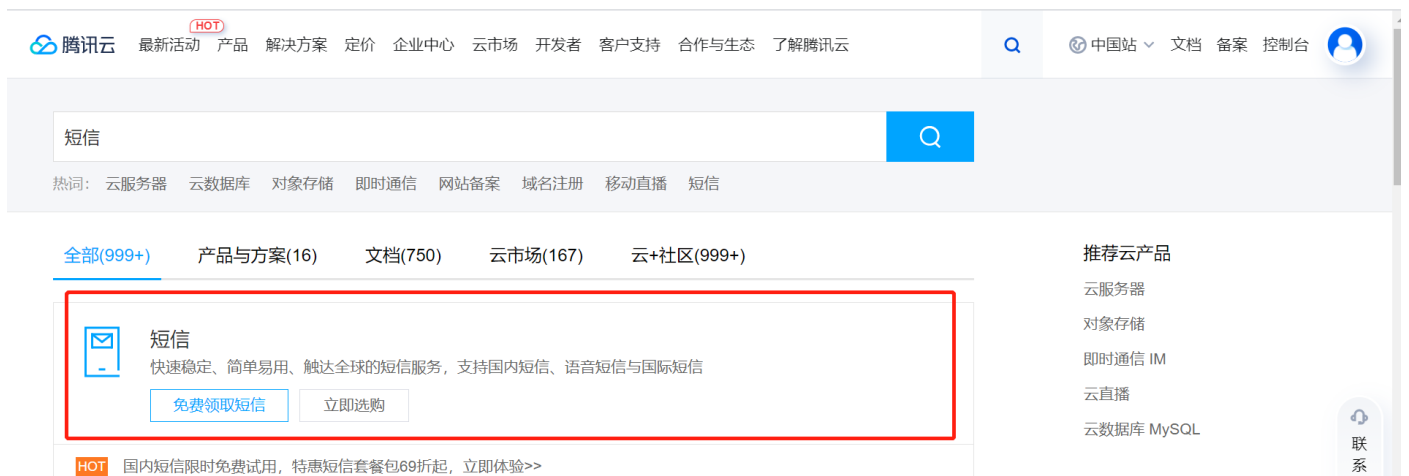 HOT
腾讯云 最新活动 产品 解决方案 定价 企业中心 云市场 开发者 客户支持 合作与生态 了解腾讯云 中国站 文档 备案 控制台
短信
热词: 云服务器 云数据库 对象存储 即时通信 网站备案 域名注册 移动直播 短信
全部(999+) 产品与方案(16) 文档(750) 云市场(167) 云+社区(999+)
短信
快速稳定、简单易用、触达全球的短信服务，支持国内短信、语音短信与国际短信
免费领取短信 立即选购
HOT 国内短信限时免费试用，特惠短信套餐包69折起，立即体验>>
推荐云产品
云服务器
对象存储
即时通信 IM
云直播
云数据库 MySQL
联
系